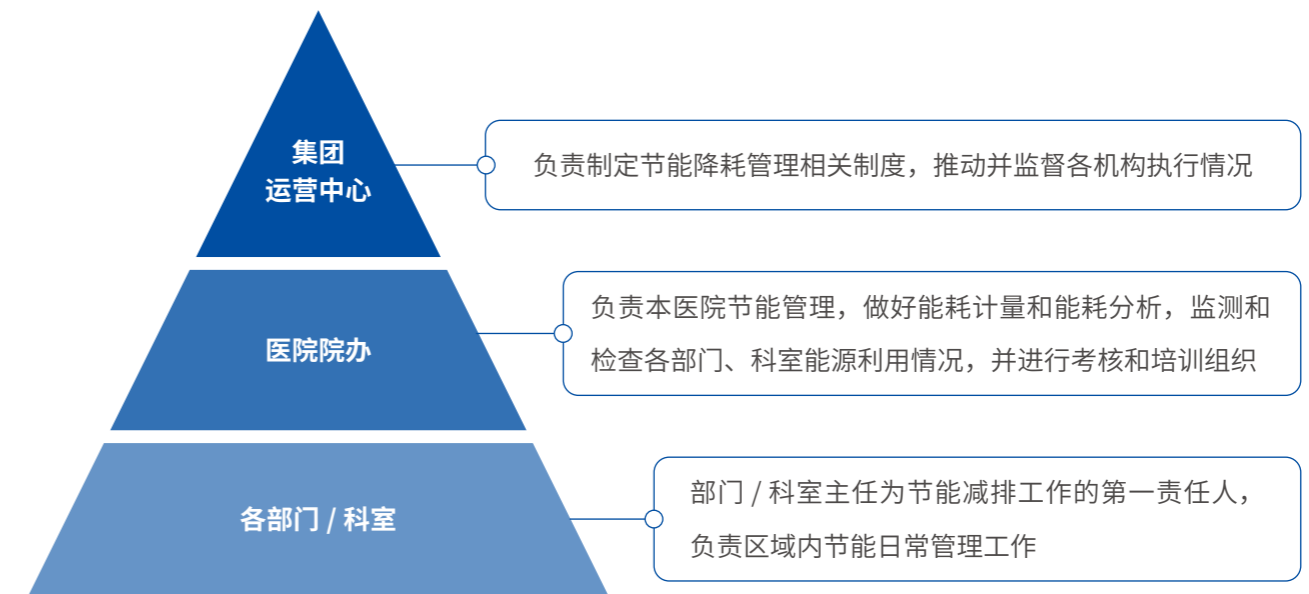 集团
运营中心
负责制定节能降耗管理相关制度，推动并监督各机构执行情况
医院院办
负责本医院节能管理，做好能耗计量和能耗分析，监测和
检查各部门、科室能源利用情况，并进行考核和培训组织
各部门 / 科室
部门 / 科室主任为节能减排工作的第一责任人，
负责区域内节能日常管理工作